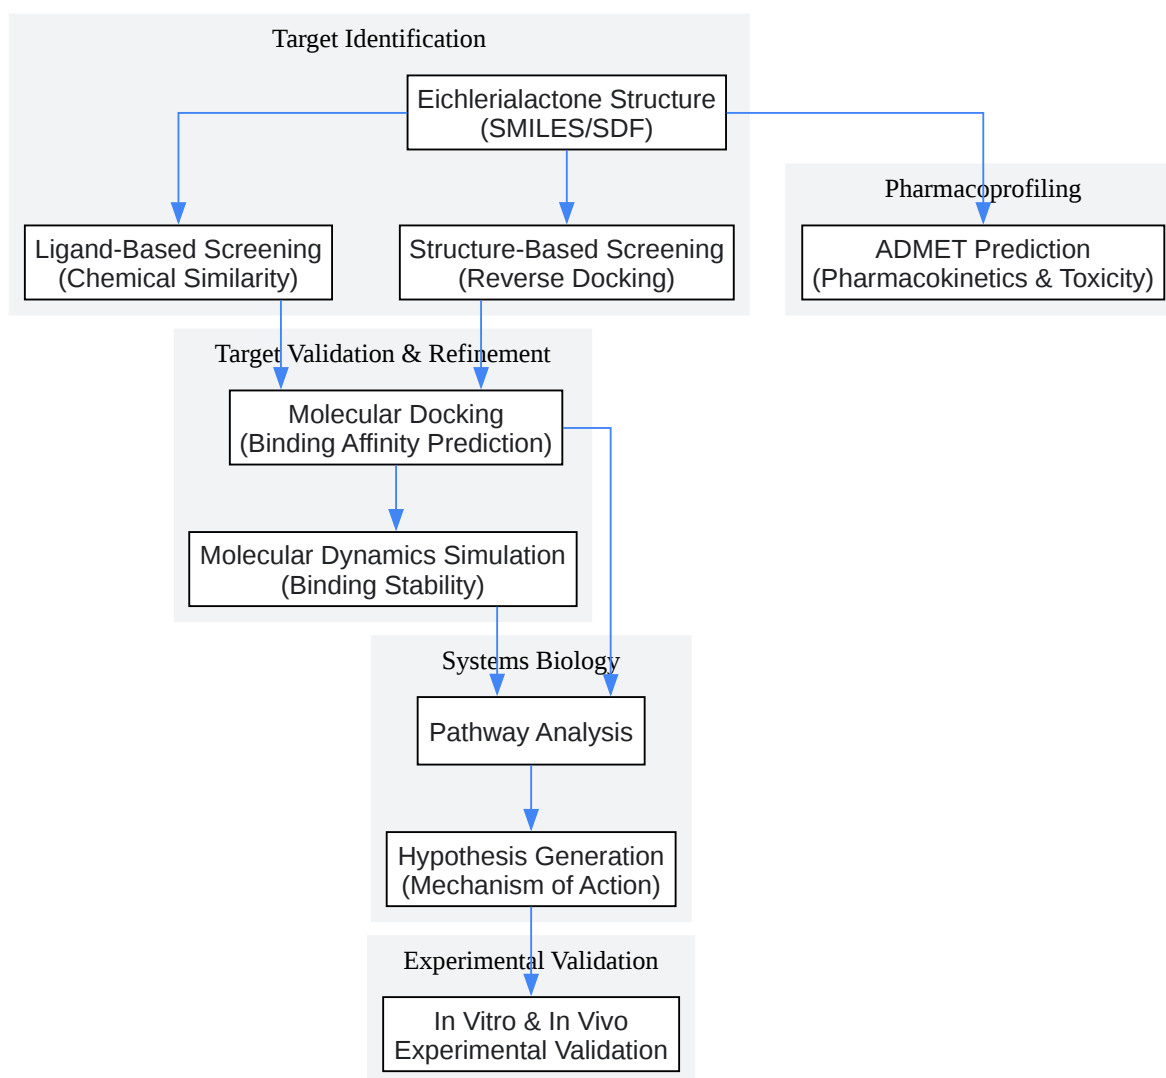 Target Identification
Eichlerialactone Structure
(SMILES/SDF)
Pharmacoprofiling
Ligand-Based Screening
(Chemical Similarity)
Structure-Based Screening
(Reverse Docking)
ADMET Prediction
(Pharmacokinetics & Toxicity)
Target Validation & Refinement
Molecular Docking
(Binding Affinity Prediction)
Molecular Dynamics Simulation
(Binding Stability)
Systems Biology
Pathway Analysis
Hypothesis Generation
(Mechanism of Action)
Experimental Validation
In Vitro & In Vivo
Experimental Validation